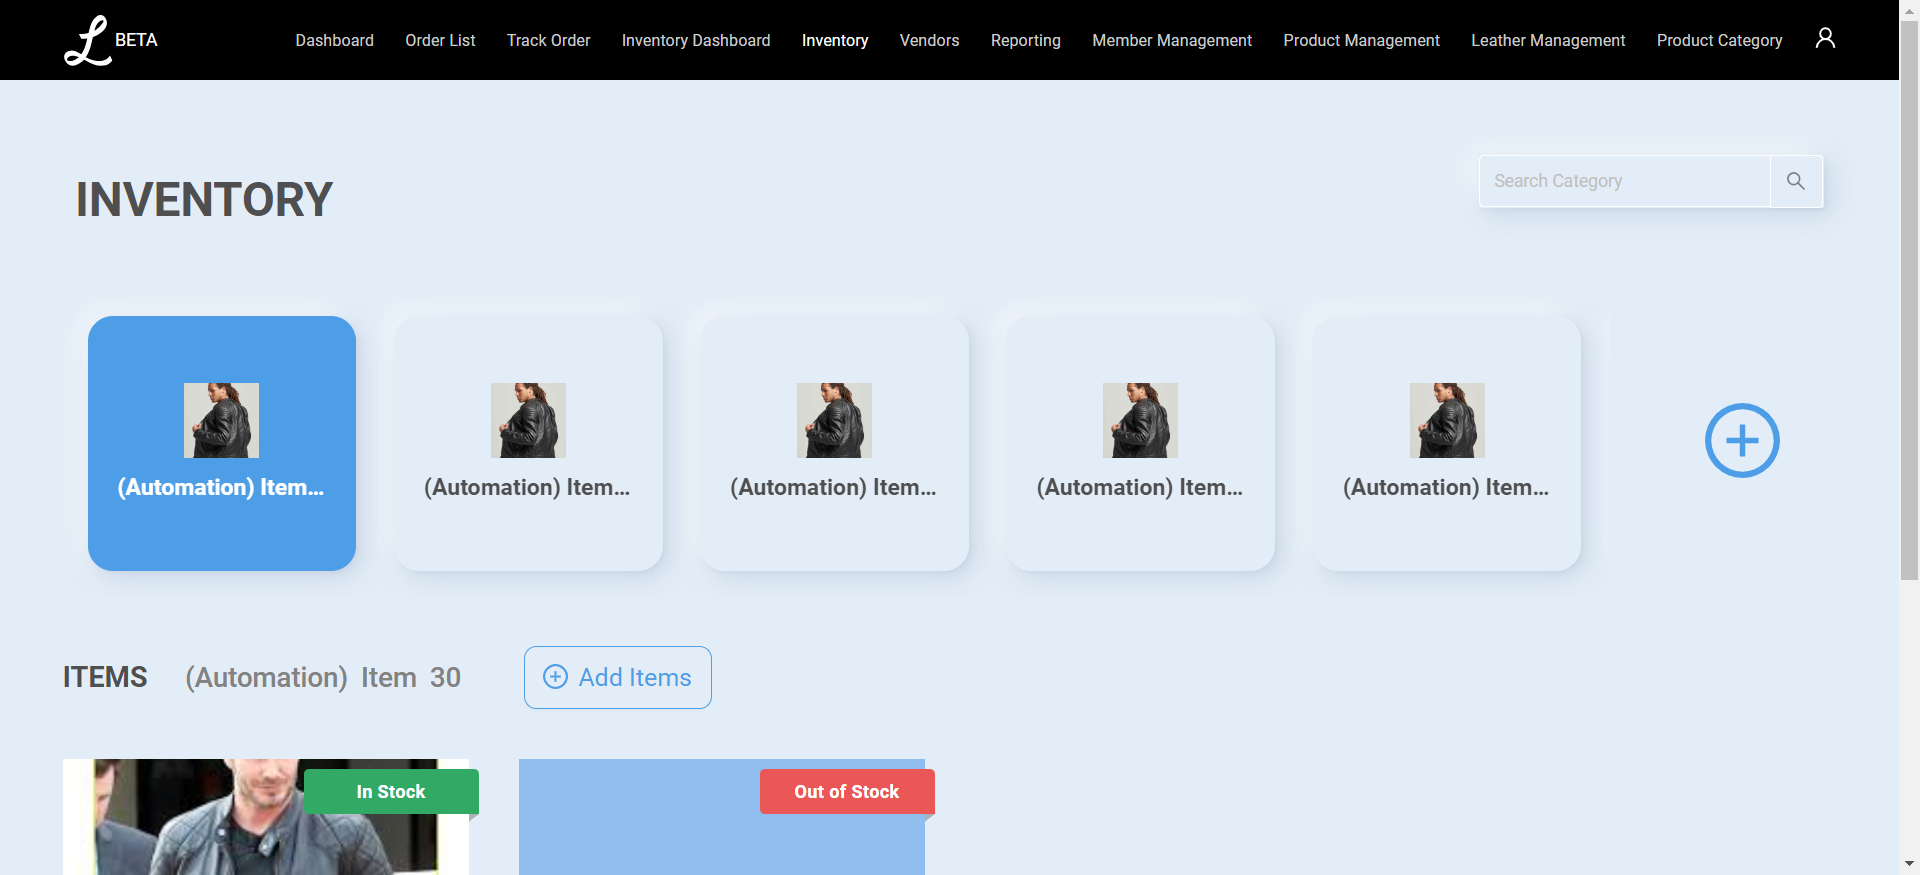 L BETA Dashboard Order List Track Order Inventory Dashboard Inventory Vendors Reporting Member Management Product Management Leather Management Product Category
INVENTORY
Search Category
(Automation) Item... (Automation) Item... (Automation) Item... (Automation) Item... (Automation) Item...
ITEMS (Automation) Item 30 Add Items
In Stock Out of Stock